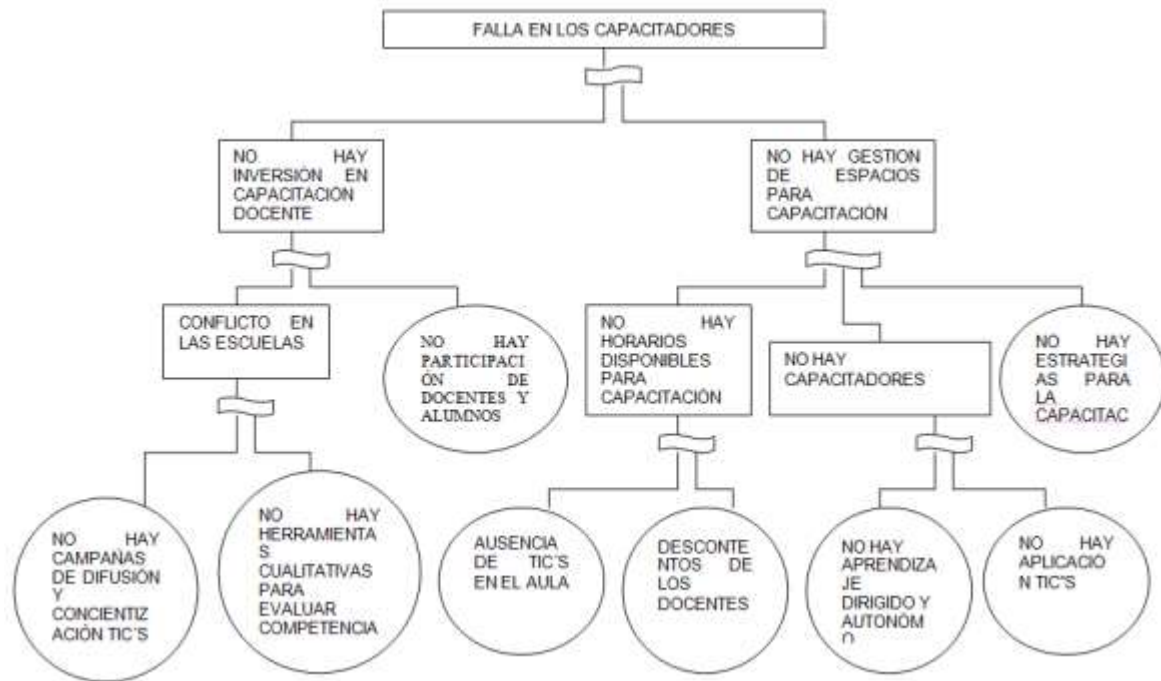 FALLA EN LOS CAPACITADORES
NO HAY
INVERSIÓN EN
CAPACITACIÓN
DOCENTE
NO HAY GESTION
DE ESPACIOS
PARA
CAPACITACIÓN
CONFLICTO EN
LAS ESCUELAS
NO HAY
PARTICIPACI
ÓN DE
DOCENTES Y
ALUMNOS
NO HAY
HORARIOS
DISPONIBLES
PARA
CAPACITACIÓN
NO HAY
CAPACITADORES
NO HAY
ESTRATEGI
AS PARA
LA
CAPACITAC
NO HAY
CAMPAÑAS
DE DIFUSIÓN
Y
CONCIENTIZ
ACIÓN TIC´S
NO HAY
HERRAMIENTA
S
CUALITATIVAS
PARA
EVALUAR
COMPETENCIA
AUSENCIA
DE TIC´S
EN EL AULA
DESCONTE
NTOS DE
LOS
DOCENTES
NO HAY
APRENDIZA
JE
DIRIGIDO Y
AUTONÓM
O
NO HAY
APLICACIÓ
N TIC"S